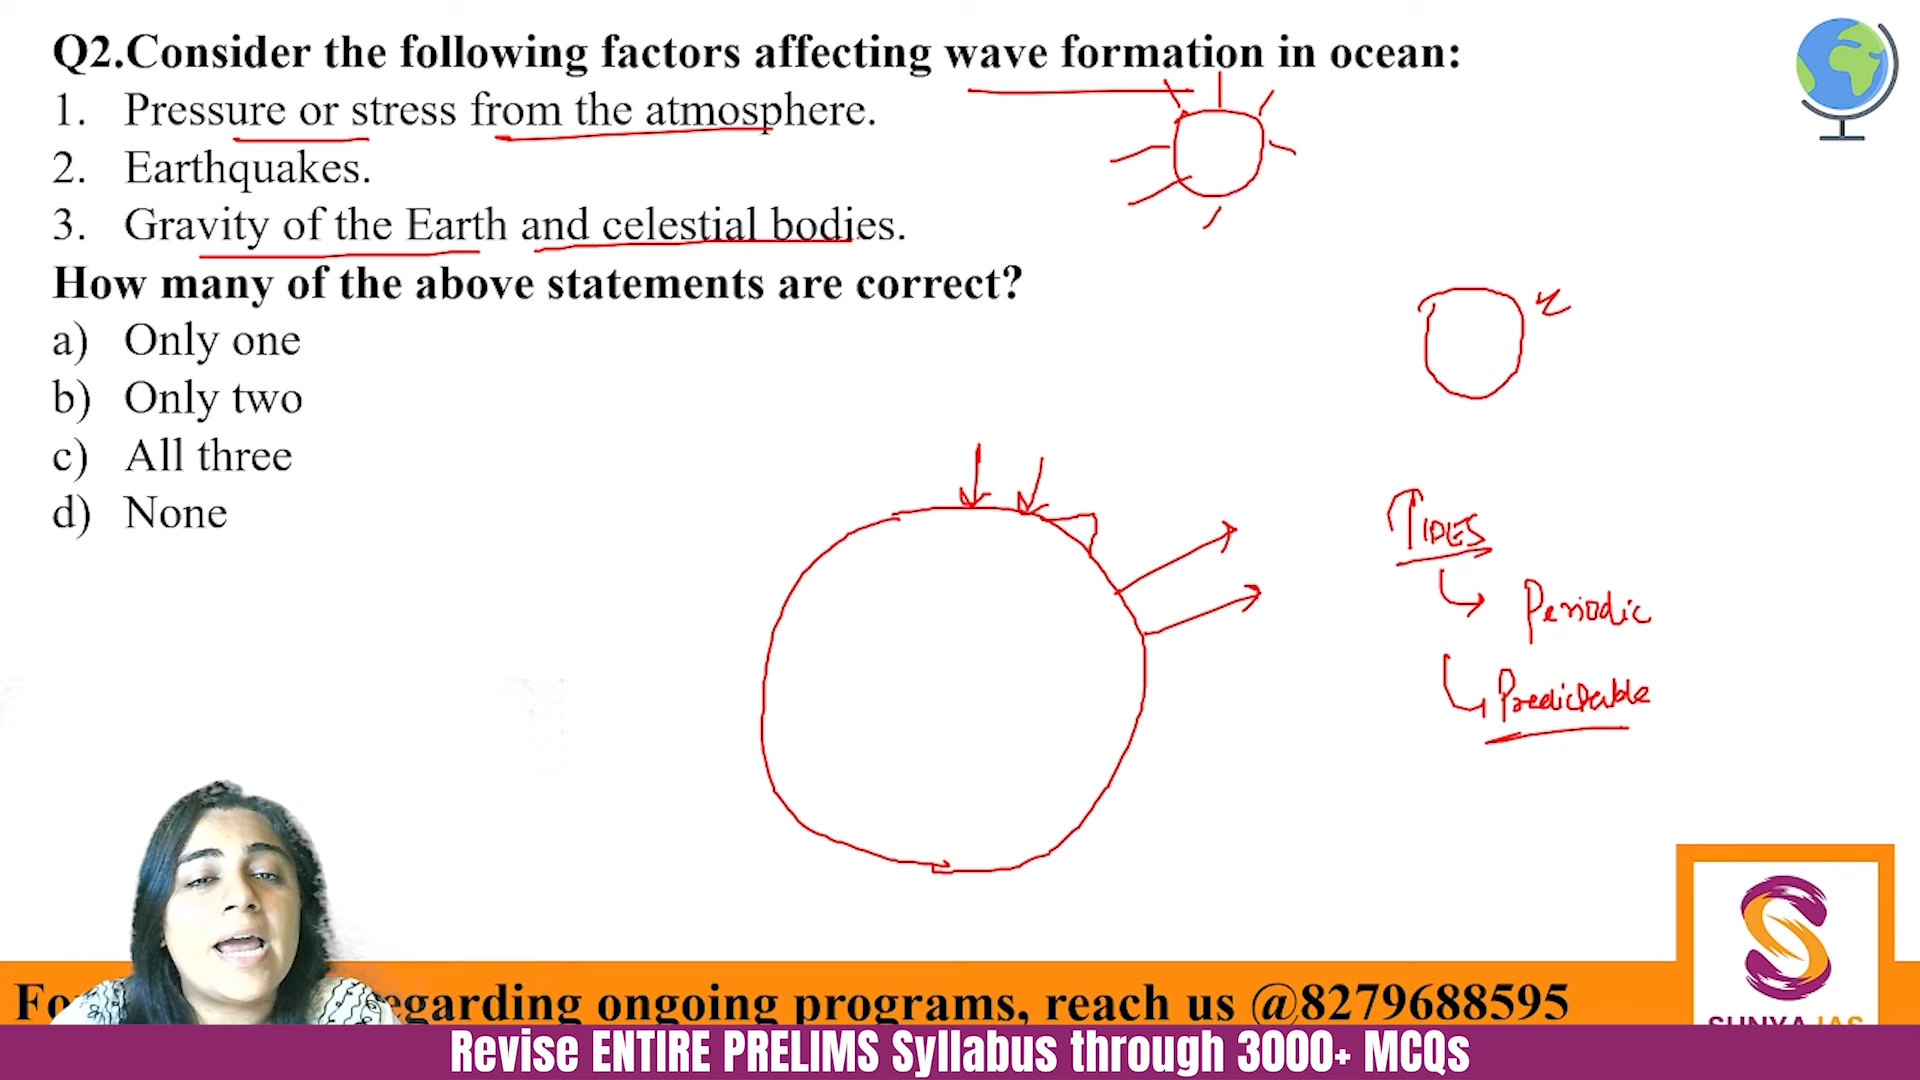 Q2.Consider the following factors affecting wave formation in ocean:
1. Pressure or stress from the atmosphere.
2. Earthquakes.
3. Gravity of the Earth and celestial bodies.
How many of the above statements are correct?
a) Only one
b) Only two
c) All three
d) None
TIDES
Periodic
Predictable
egarding ongoing programs, reach us @8279688595
SUNYA IAS
Revise ENTIRE PRELIMS Syllabus through 3000+ MCQs